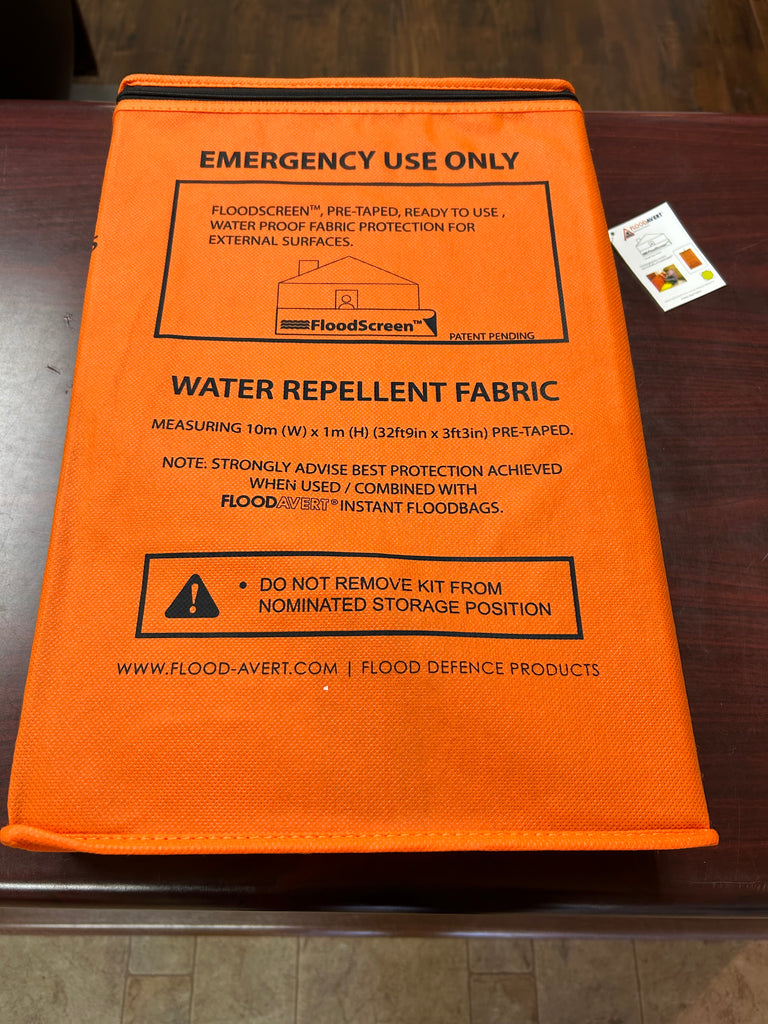 EMERGENCY USE ONLY
FLOODSCREEN™, PRE-TAPED, READY TO USE ,
WATER PROOF FABRIC PROTECTION FOR
EXTERNAL SURFACES.
FloodScreen™
PATENT PENDING
WATER REPELLENT FABRIC
MEASURING 10m (W) x 1m (H) (32ft9in x 3ft3in) PRE-TAPED.
NOTE: STRONGLY ADVISE BEST PROTECTION ACHIEVED
WHEN USED / COMBINED WITH
FLOODAVERT® INSTANT FLOODBAGS.
• DO NOT REMOVE KIT FROM
NOMINATED STORAGE POSITION
WWW.FLOOD-AVERT.COM | FLOOD DEFENCE PRODUCTS
FLOODAVERT
FloodScreen